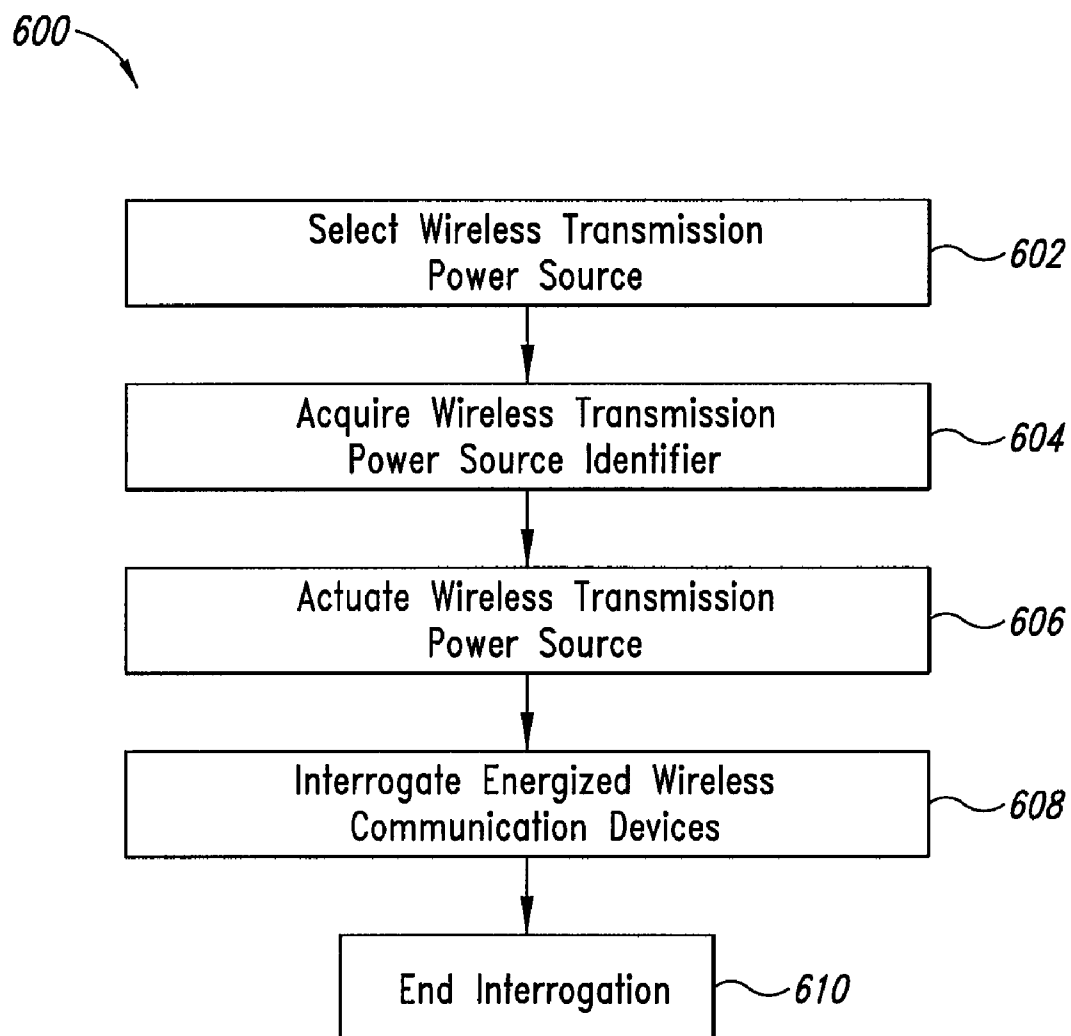 600
Select Wireless Transmission
Power Source
602
Acquire Wireless Transmission
Power Source Identifier
604
Actuate Wireless Transmission
Power Source
606
Interrogate Energized Wireless
Communication Devices
608
End Interrogation
610